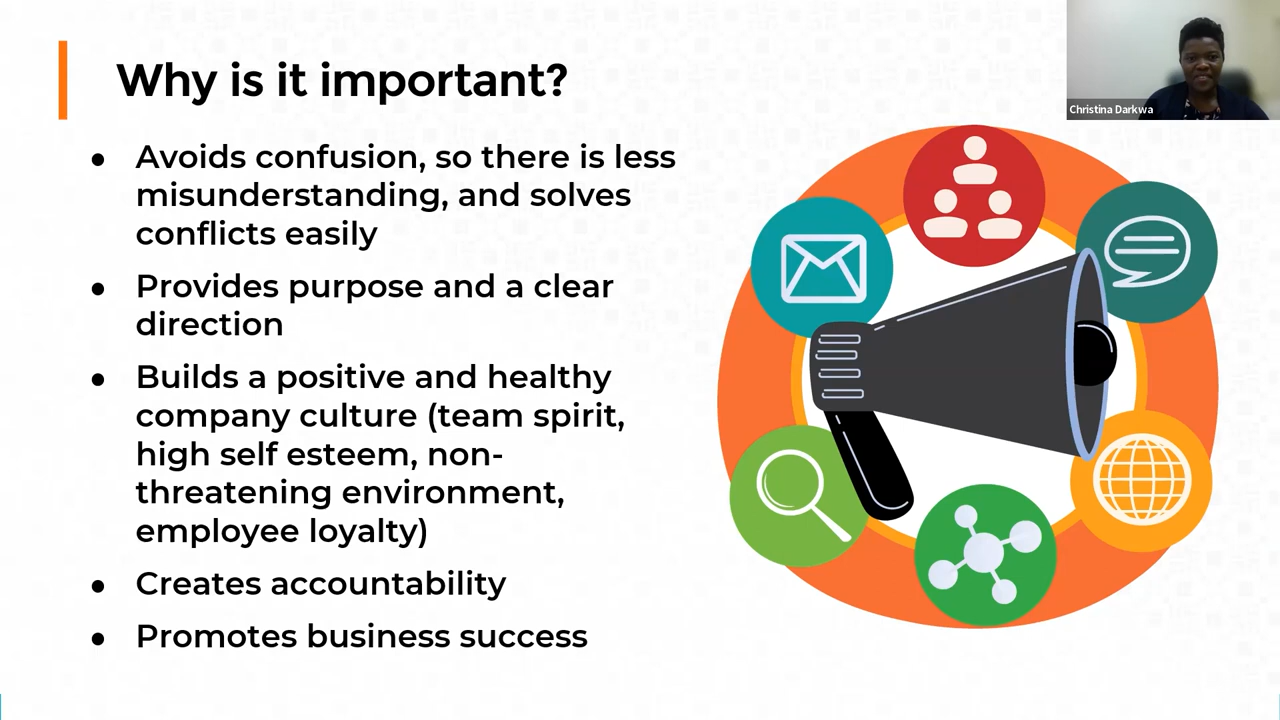 Why is it important?
Christina Darkwa
● Avoids confusion, so there is less
misunderstanding, and solves
conflicts easily
● Provides purpose and a clear
direction
● Builds a positive and healthy
company culture (team spirit,
high self esteem, non-
threatening environment,
employee loyalty)
● Creates accountability
● Promotes business success